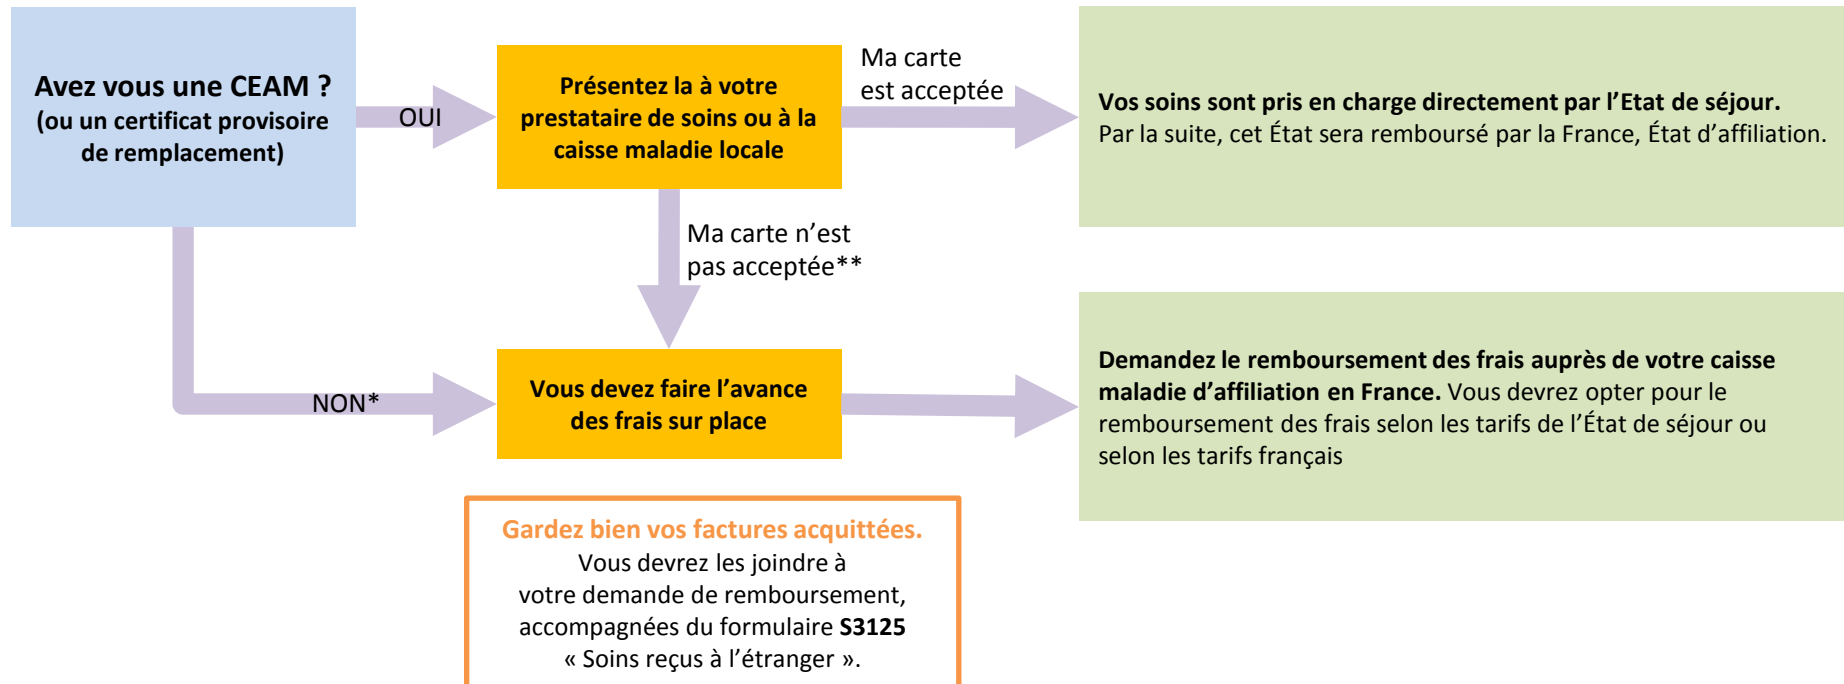 Avez vous une CEAM ?
(ou un certificat provisoire
de remplacement)
OUI
Présentez la à votre
prestataire de soins ou à la
caisse maladie locale
Ma carte
est acceptée
Vos soins sont pris en charge directement par l’Etat de séjour.
Par la suite, cet État sera remboursé par la France, État d’affiliation.
Ma carte n’est
pas acceptée**
NON*
Vous devez faire l’avance
des frais sur place
Demandez le remboursement des frais auprès de votre caisse
maladie d’affiliation en France. Vous devrez opter pour le
remboursement des frais selon les tarifs de l’État de séjour ou
selon les tarifs français
Gardez bien vos factures acquittées.
Vous devrez les joindre à
votre demande de remboursement,
accompagnées du formulaire S3125
« Soins reçus à l’étranger ».